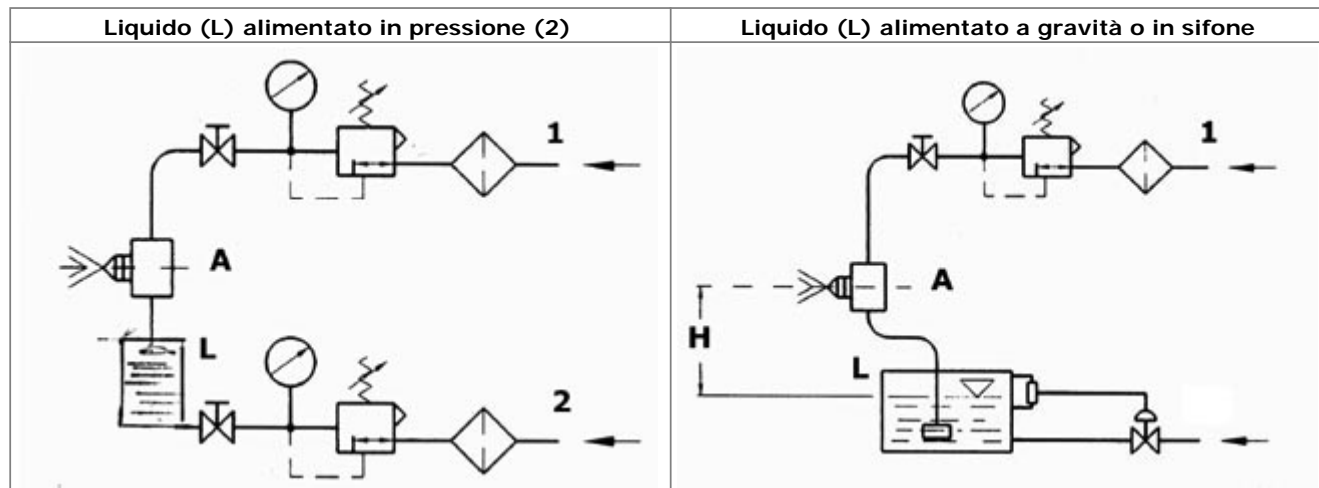 Liquido (L) alimentato in pressione (2)
Liquido (L) alimentato a gravità o in sifone
1
A
L
2
1
A
H
L